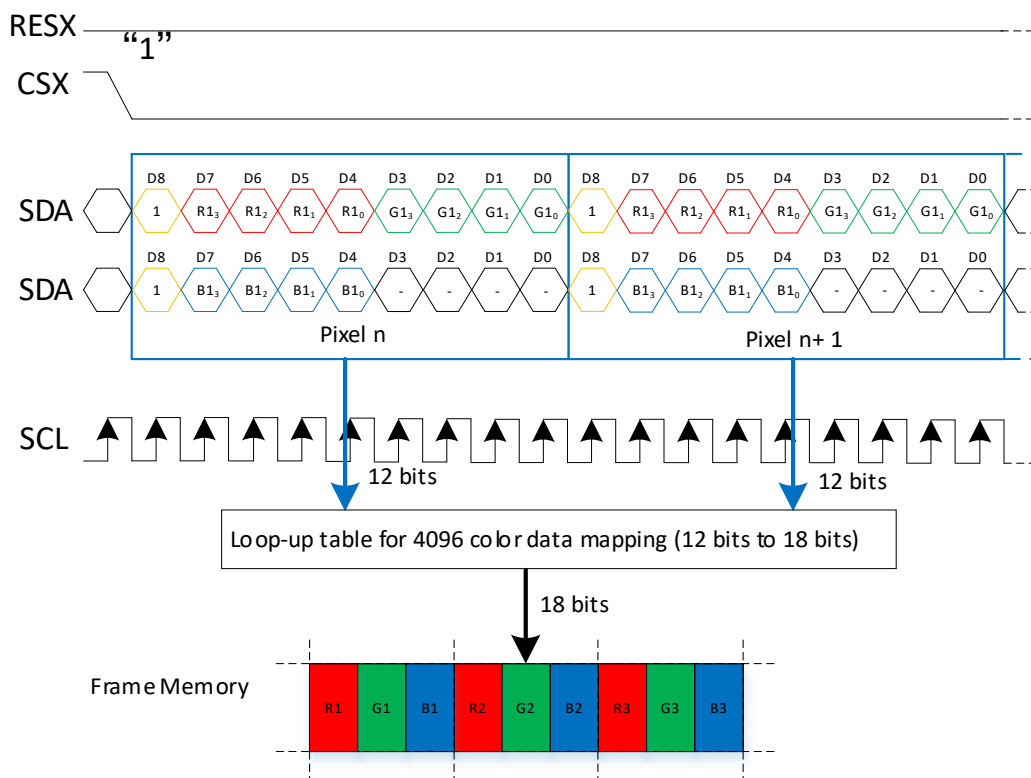 RESX
“1”
CSX
D8 D7 D6 D5 D4 D3 D2 D1 D0 D8 D7 D6 D5 D4 D3 D2 D1 D0
SDA 1 R1₃ R1₂ R1₁ R1₀ G1₃ G1₂ G1₁ G1₀ 1 R1₃ R1₂ R1₁ R1₀ G1₃ G1₂ G1₁ G1₀
D8 D7 D6 D5 D4 D3 D2 D1 D0 D8 D7 D6 D5 D4 D3 D2 D1 D0
SDA 1 B1₃ B1₂ B1₁ B1₀ - - - - 1 B1₃ B1₂ B1₁ B1₀ - - - -
Pixel n Pixel n+ 1
SCL
12 bits 12 bits
Loop-up table for 4096 color data mapping (12 bits to 18 bits)
18 bits
Frame Memory
R1 G1 B1 R2 G2 B2 R3 G3 B3